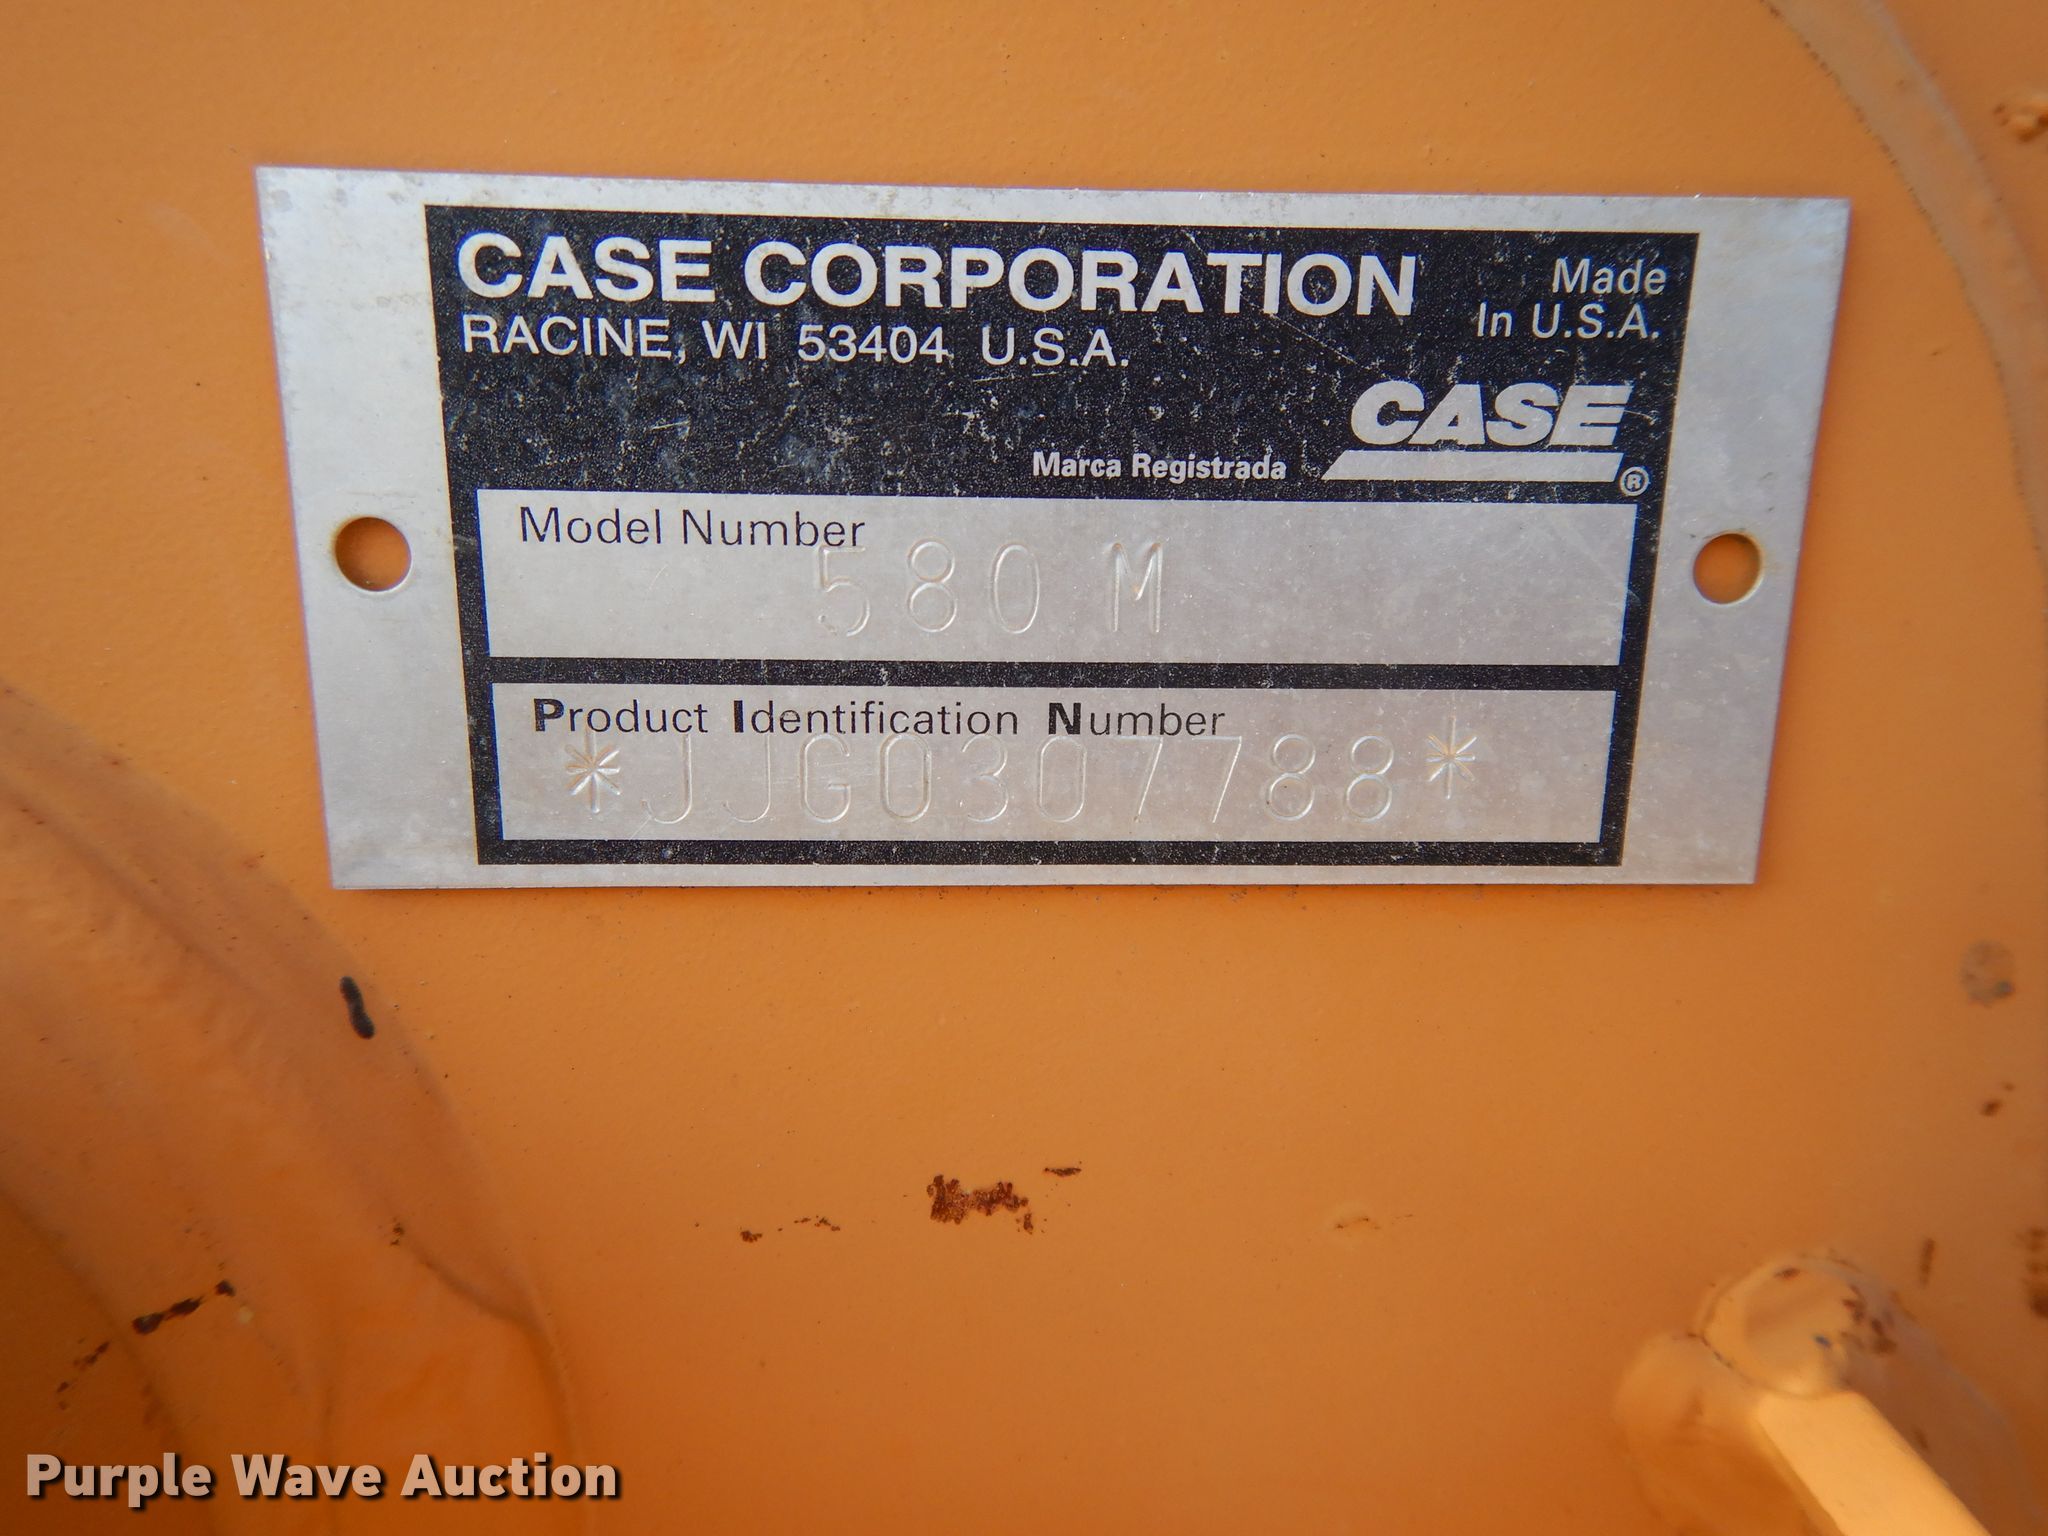 CASE CORPORATION
RACINE, WI 53404 U.S.A.
Made
In U.S.A.
CASE
Marca Registrada ®
Model Number
580 M
Product Identification Number
*JJG0307788*
Purple Wave Auction